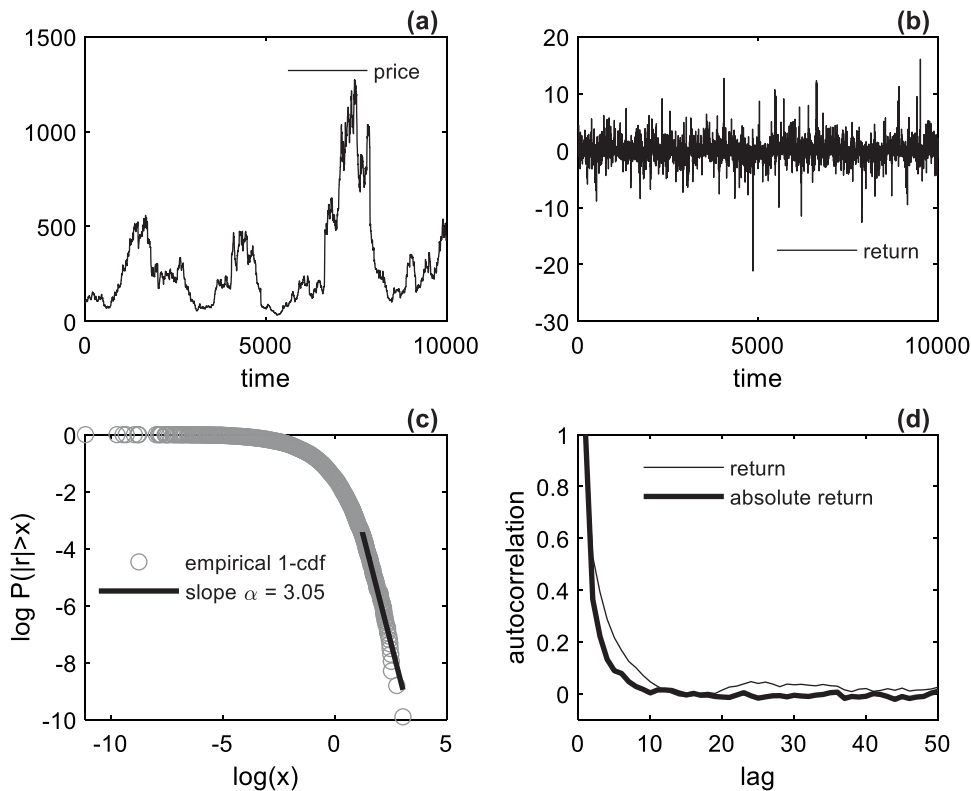 (a)
1500
1000
500
0
price
0 5000 10000
time
(b)
20
10
0
-10
-20
-30
return
0 5000 10000
time
(c)
0
-2
-4
-6
-8
-10
log P(|r|>x)
empirical 1-cdf
slope α = 3.05
-10 -5 0 5
log(x)
(d)
1
0.8
0.6
0.4
0.2
0
autocorrelation
return
absolute return
0 10 20 30 40 50
lag